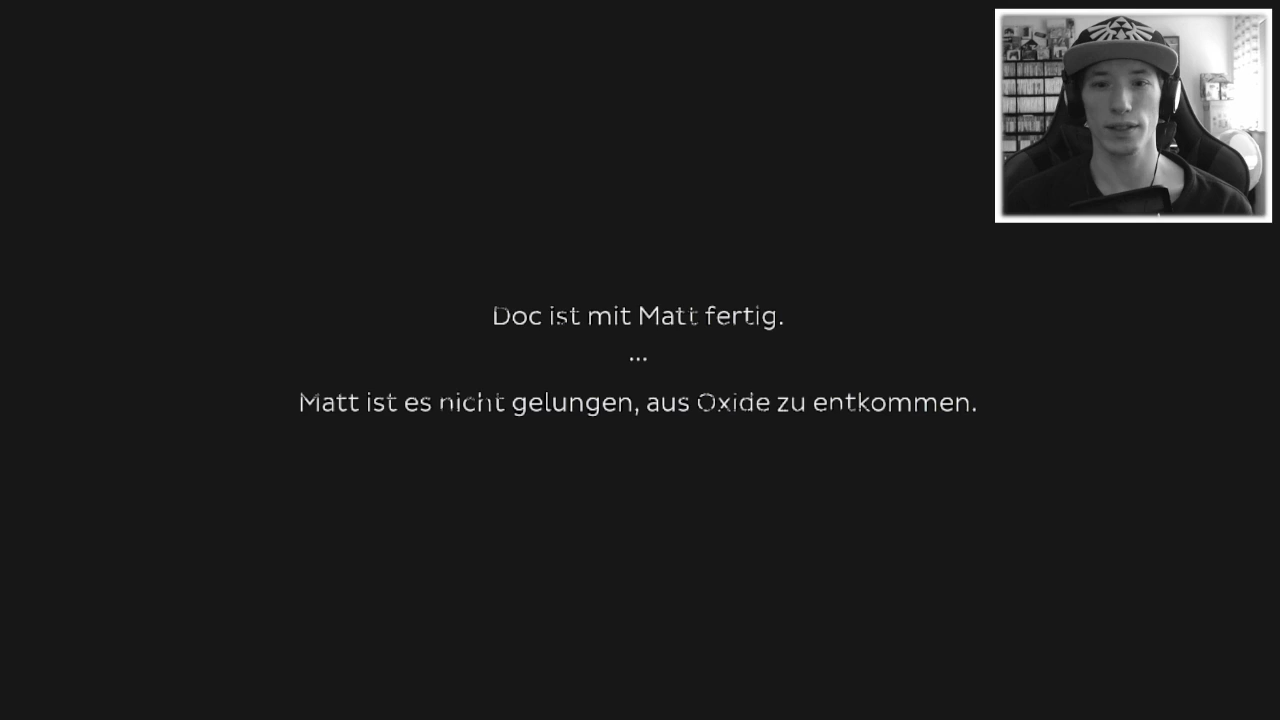 Doc ist mit Matt fertig.
...
Matt ist es nicht gelungen, aus Oxide zu entkommen.